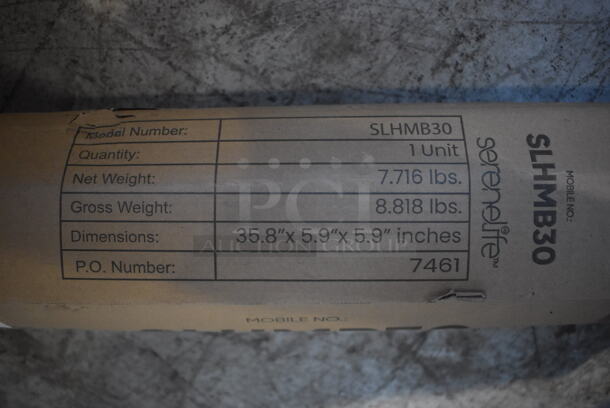 Model Number: SLHMB30
Quantity: 1 Unit
Net Weight: 7.716 lbs.
Gross Weight: 8.818 lbs.
Dimensions: 35.8"x 5.9"x 5.9" inches
P.O. Number: 7461
serenelife™
MOBILE NO.:
SLHMB30
MOBILE NO.:
PCI
AUCTION GROUP